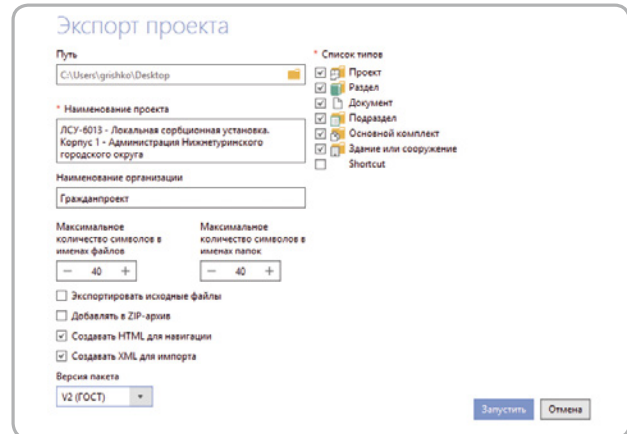 Экспорт проекта
Путь
C:\Users\grishko\Desktop
* Наименование проекта
ЛСУ-6013 - Локальная сорбционная установка.
Корпус 1 - Администрация Нижнетуринского
городского округа
Наименование организации
Гражданпроект
Максимальное
количество символов в
именах файлов
— 40 +
Максимальное
количество символов в
именах папок
— 40 +
Экспортировать исходные файлы
Добавлять в ZIP-архив
Создавать HTML для навигации
Создавать XML для импорта
Версия пакета
V2 (ГОСТ)
* Список типов
Проект
Раздел
Документ
Подраздел
Основной комплект
Здание или сооружение
Shortcut
Запустить
Отмена